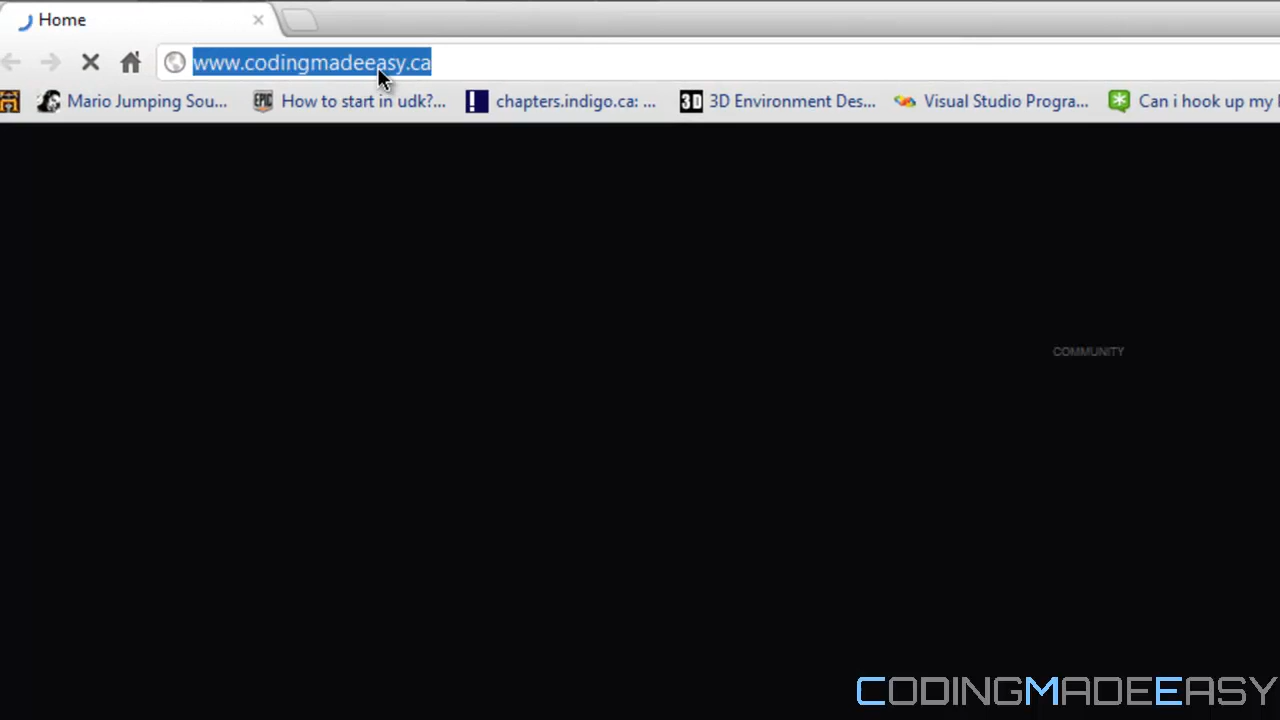 Home
www.codingmadeeasy.ca
Mario Jumping Sou... How to start in udk?... chapters.indigo.ca: ... 3D 3D Environment Des... Visual Studio Progra... Can i hook up my
COMMUNITY
CODINGMADEEASY